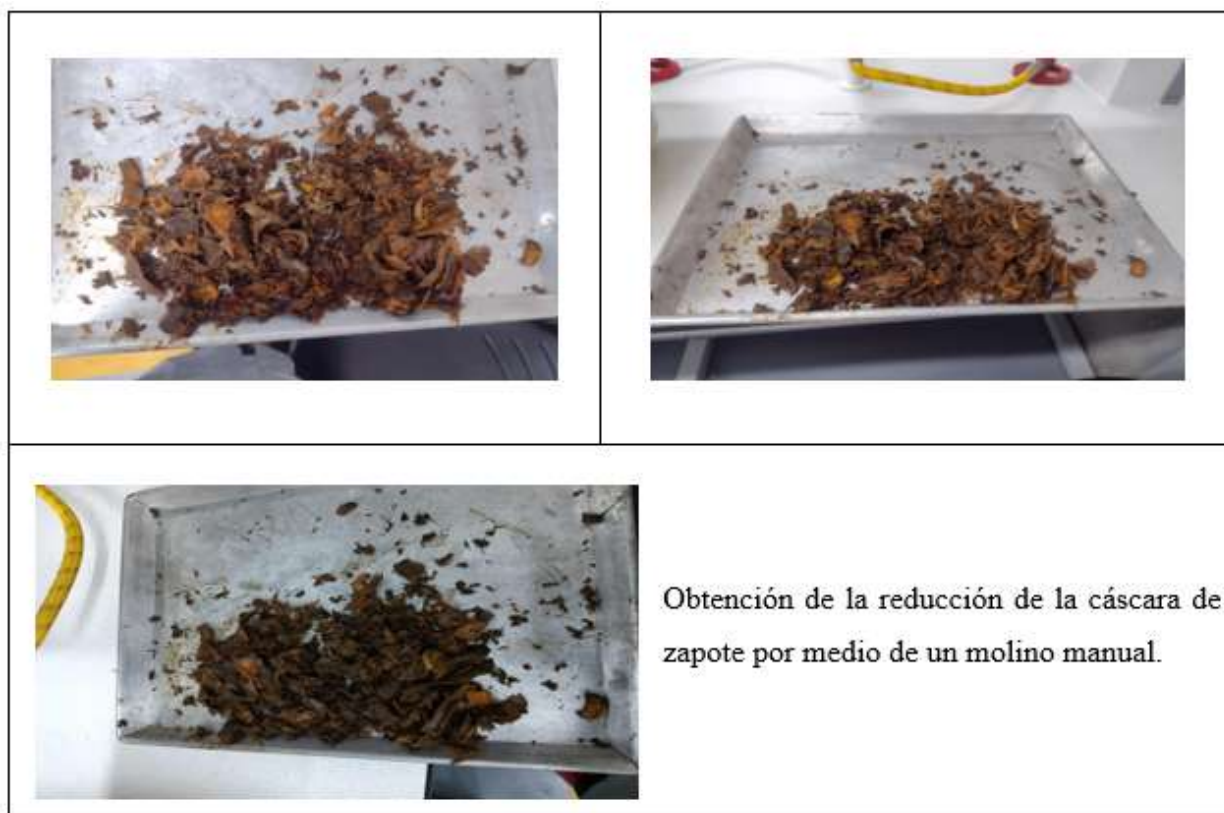 Obtención de la reducción de la cáscara de
zapote por medio de un molino manual.